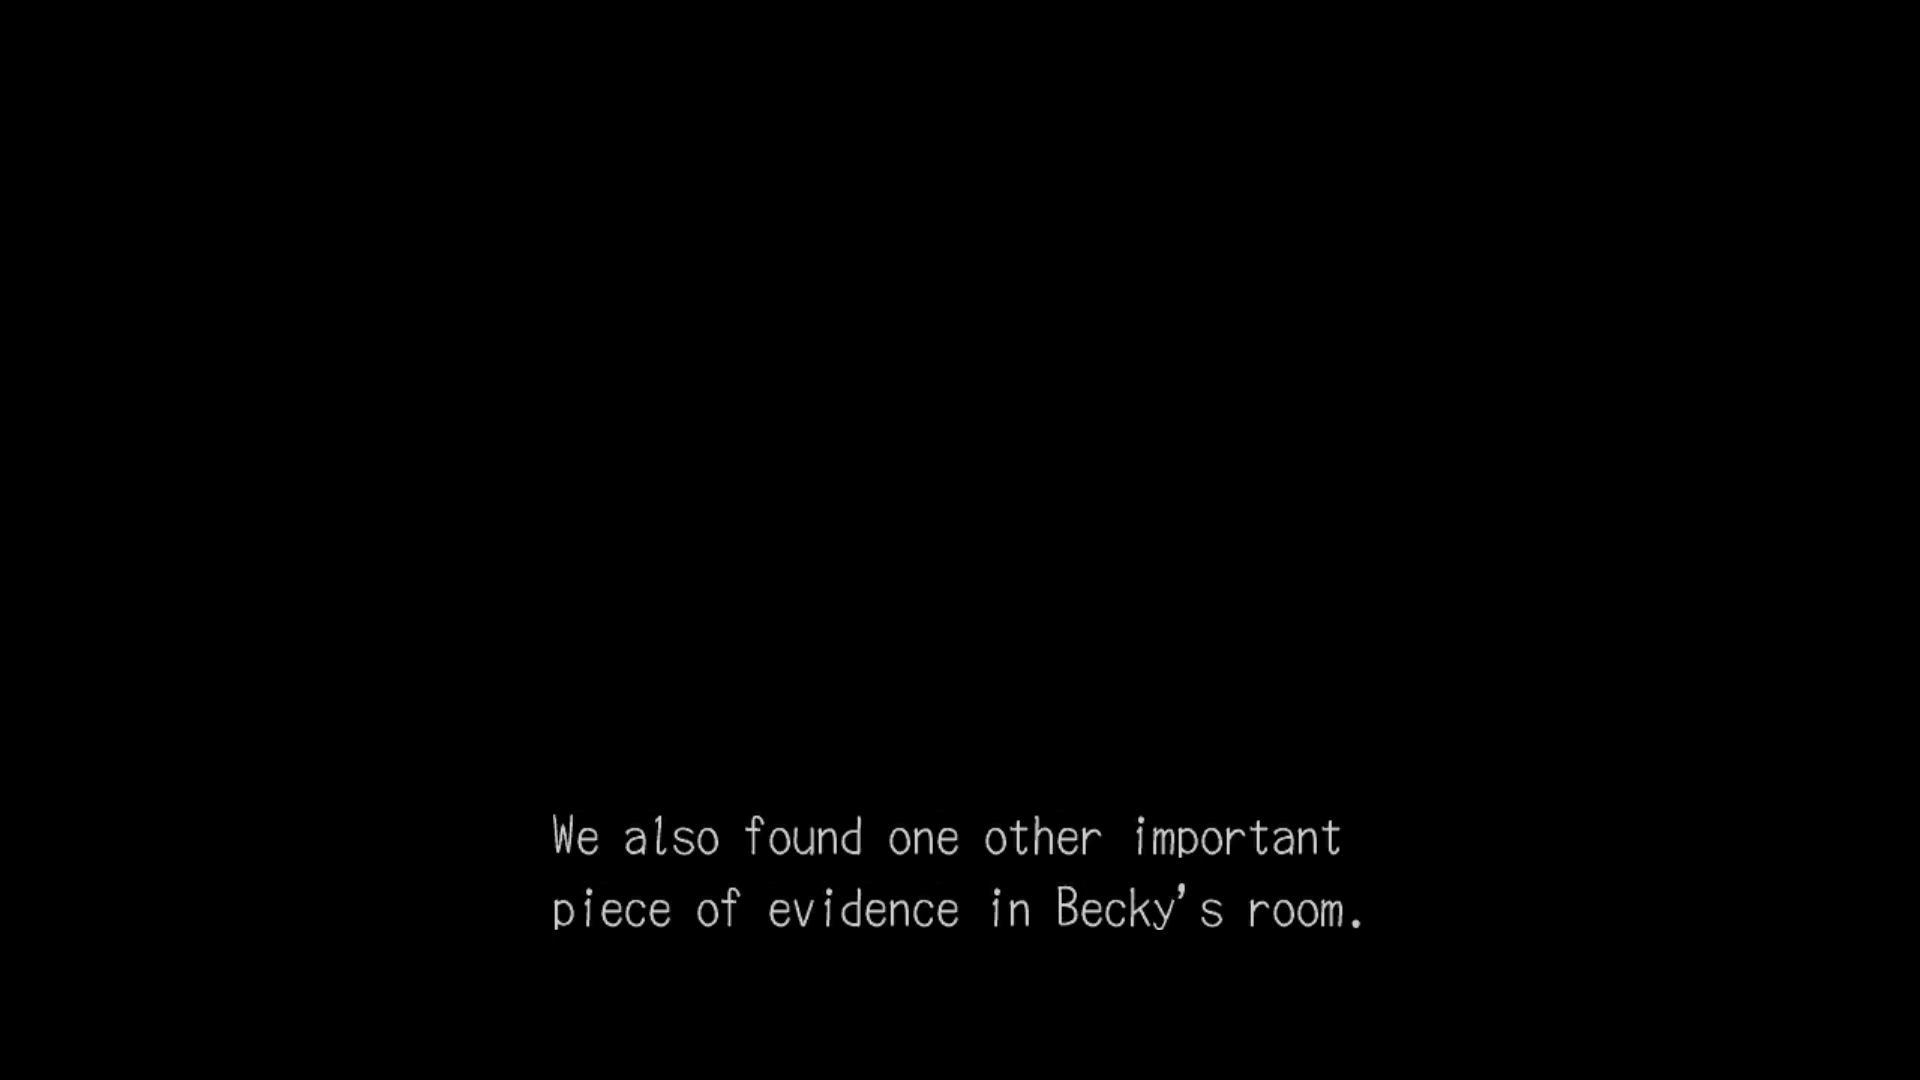 We also found one other important
piece of evidence in Becky's room.